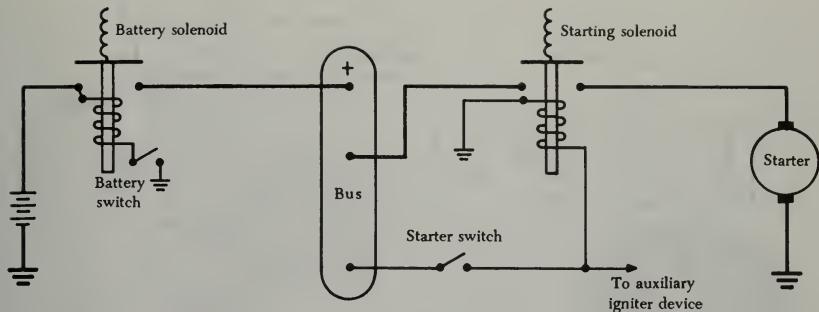 Battery solenoid
Starting solenoid
+
Battery
switch
Bus
Starter
Starter switch
To auxiliary
igniter device